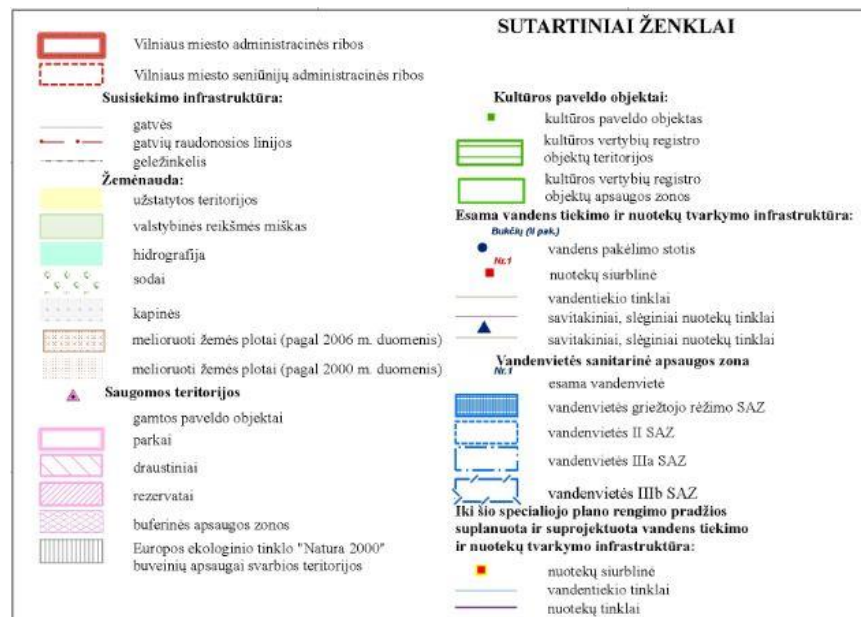 SUTARTINIAI ŽENKLAI
Vilniaus miesto administracinės ribos
Vilniaus miesto seniūnijų administracinės ribos
Susisiekimo infrastruktūra:
gatvės
gatvių raudonosios linijos
geležinkelis
Žemėnauda:
užstatytos teritorijos
valstybinės reikšmės miškas
hidrografija
sodai
kapinės
melioruoti žemės plotai (pagal 2006 m. duomenis)
melioruoti žemės plotai (pagal 2000 m. duomenis)
Saugomos teritorijos
gamtos paveldo objektai
parkai
draustiniai
rezervatai
buferinės apsaugos zonos
Europos ekologinio tinklo "Natura 2000"
buveinių apsaugai svarbios teritorijos
Kultūros paveldo objektai:
kultūros paveldo objektas
kultūros vertybių registro
objektų teritorijos
kultūros vertybių registro
objektų apsaugos zonos
Esama vandens tiekimo ir nuotekų tvarkymo infrastruktūra:
Bukčių (II pak.)
vandens pakėlimo stotis
Nr.1
nuotekų siurblinė
vandentiekio tinklai
savitakiniai, slėginiai nuotekų tinklai
savitakiniai, slėginiai nuotekų tinklai
Vandenvietės sanitarinė apsaugos zona
Nr.1
esama vandenvietė
vandenvietės griežtojo rėžimo SAZ
vandenvietės II SAZ
vandenvietės IIIa SAZ
vandenvietės IIIb SAZ
Iki šio specialiojo plano rengimo pradžios
suplanuota ir suprojektuota vandens tiekimo
ir nuotekų tvarkymo infrastruktūra:
nuotekų siurblinė
vandentiekio tinklai
nuotekų tinklai